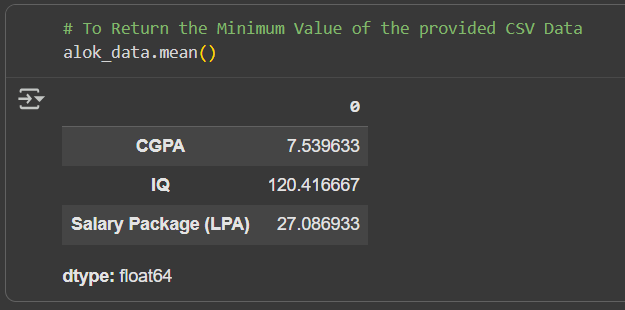 # To Return the Minimum Value of the provided CSV Data
alok_data.mean()
0
CGPA 7.539633
IQ 120.416667
Salary Package (LPA) 27.086933
dtype: float64